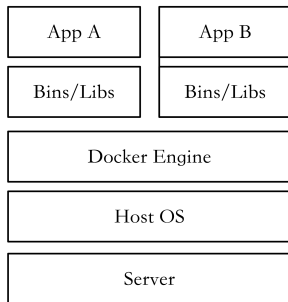 App A
App B
Bins/Libs
Bins/Libs
Docker Engine
Host OS
Server